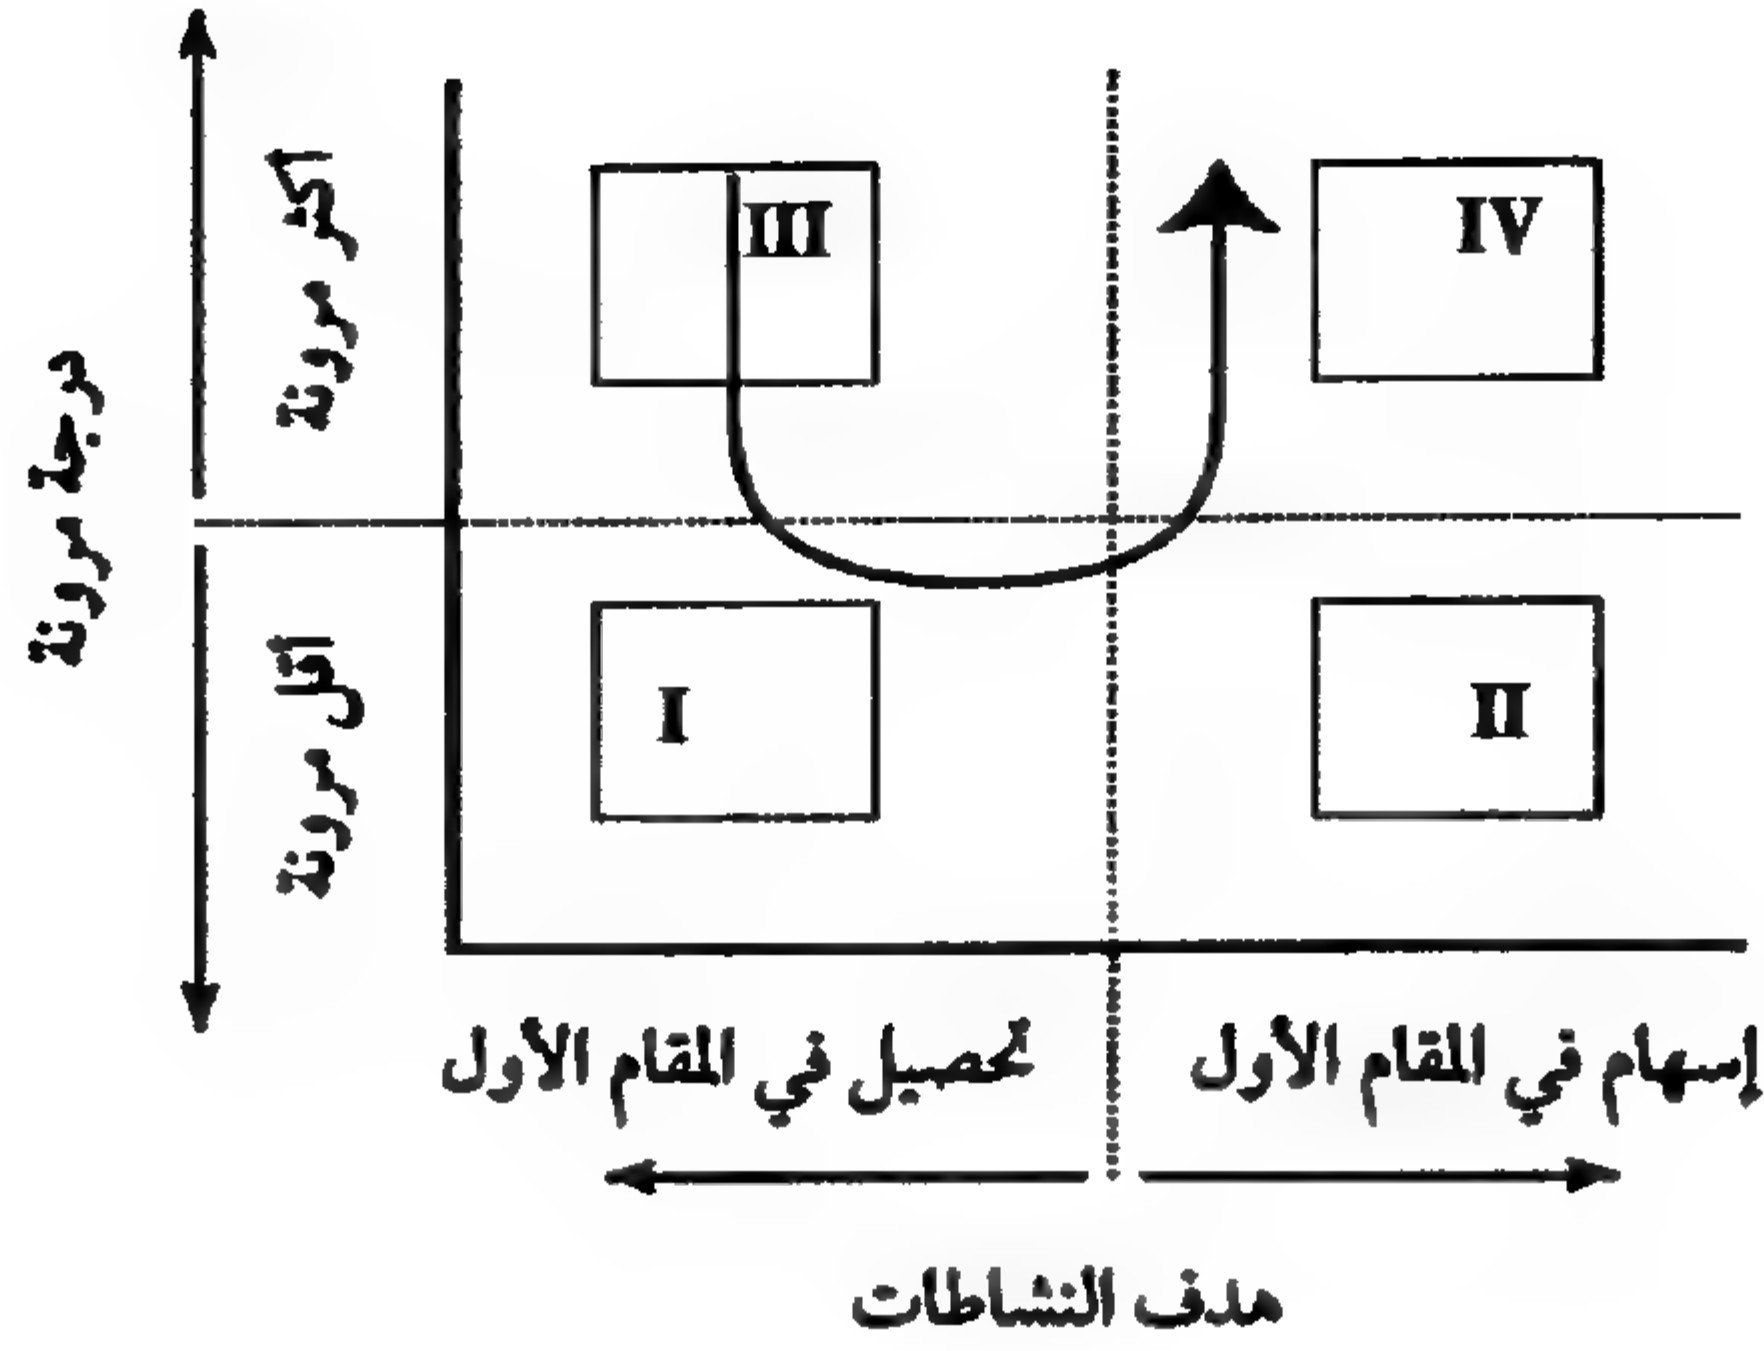 درجة مرونة
أكثر مرونة
أقل مرونة
III
IV
I
II
تحصيل في المقام الأول
إسهام في المقام الأول
هدف النشاطات